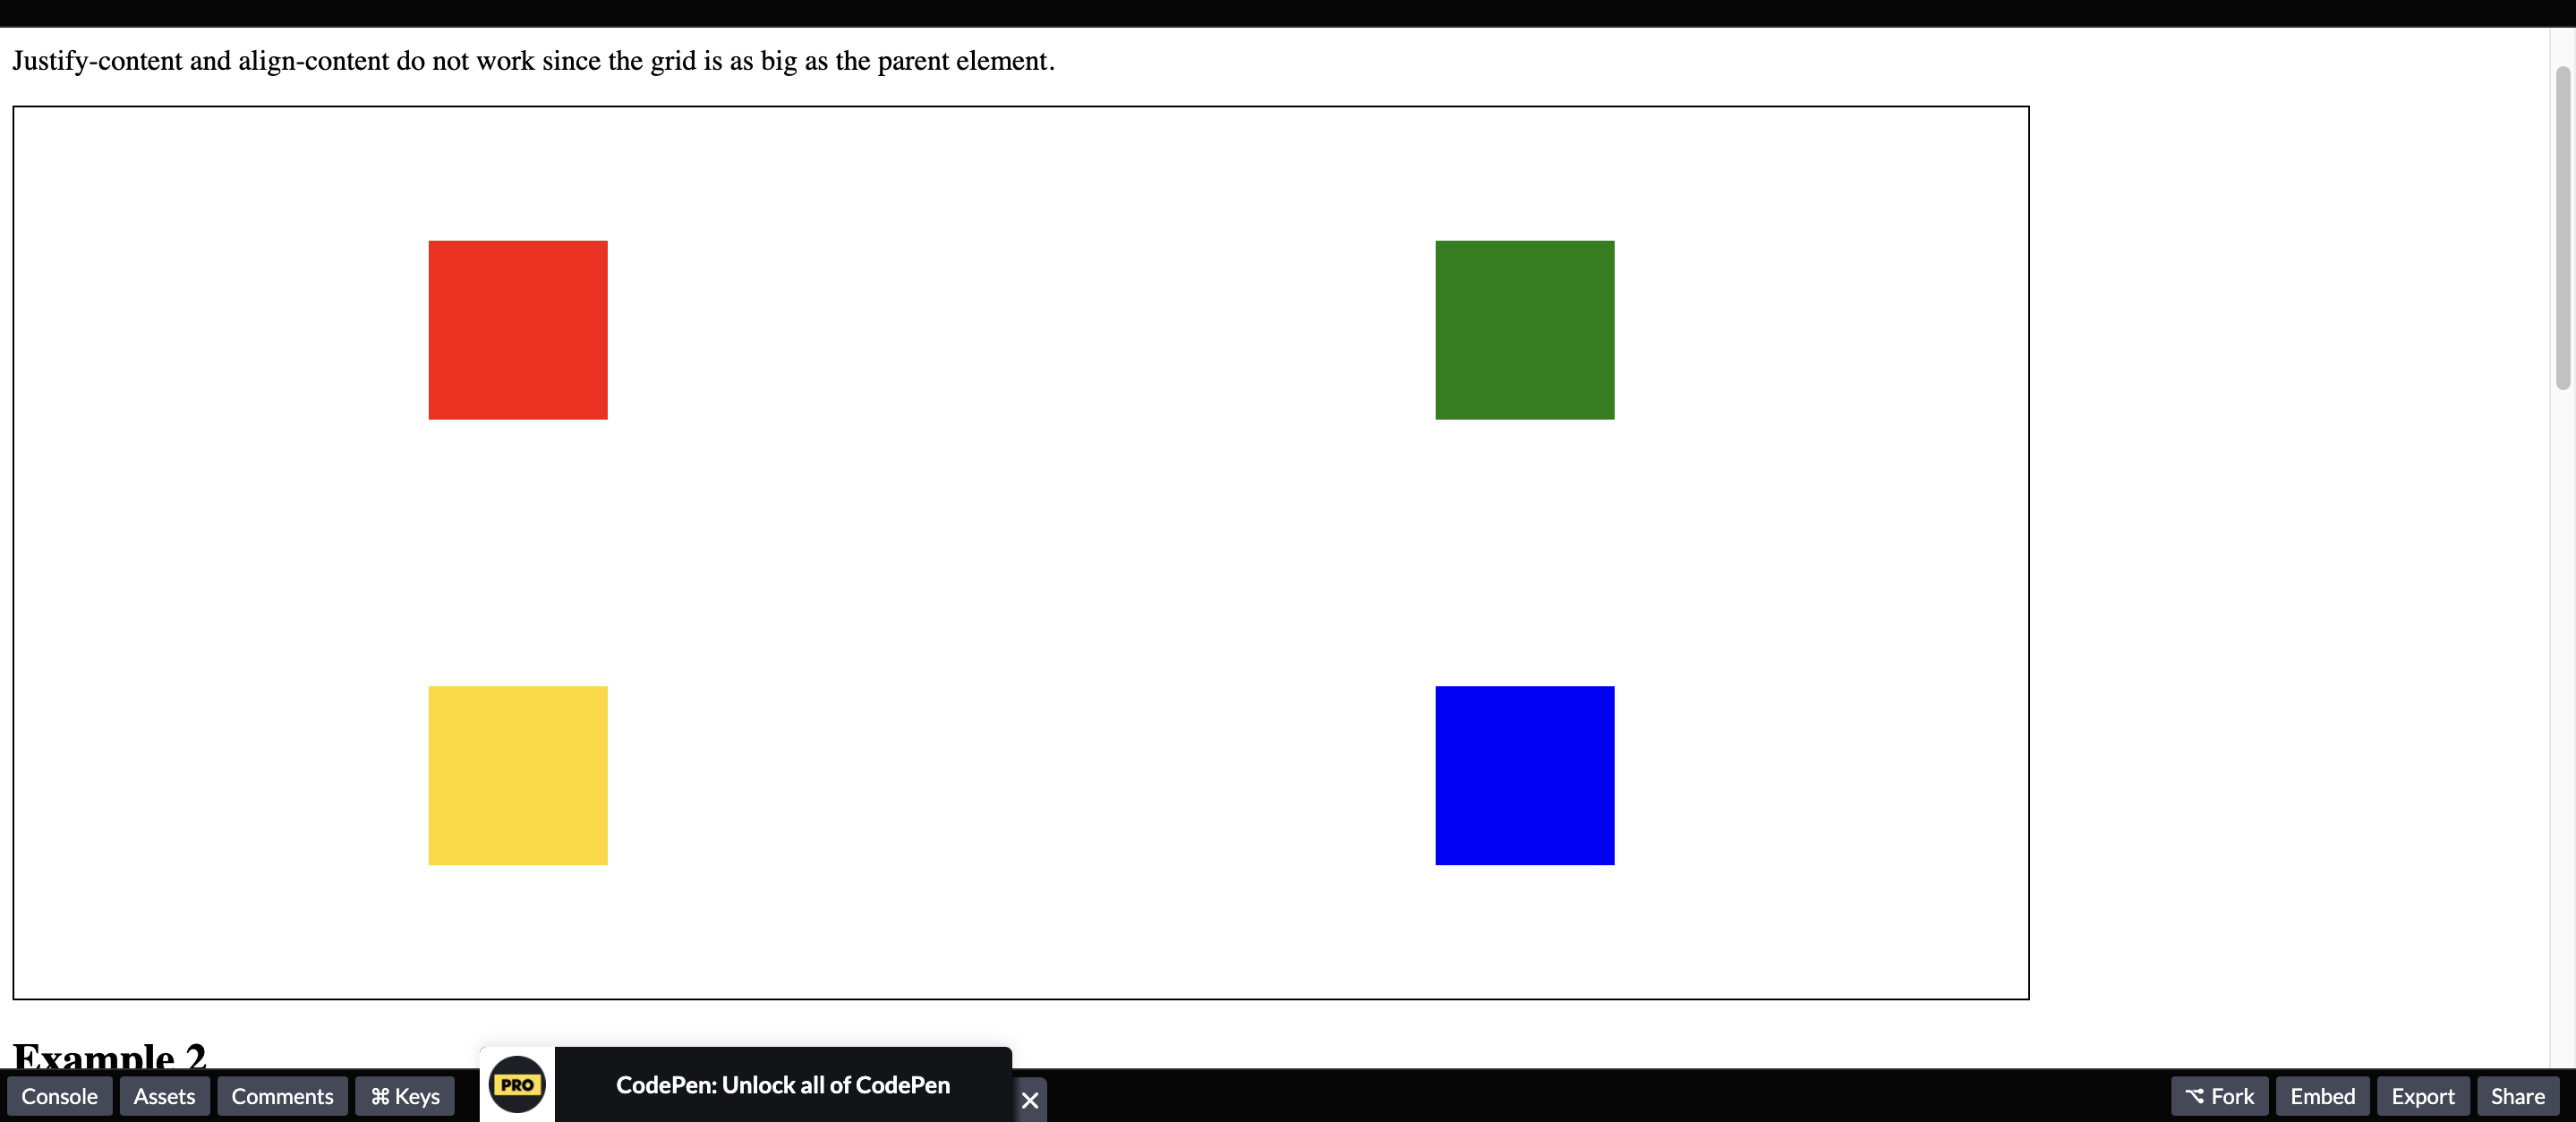 Justify-content and align-content do not work since the grid is as big as the parent element.
Example 2
Console Assets Comments ⌘ Keys PRO CodePen: Unlock all of CodePen × Fork Embed Export Share